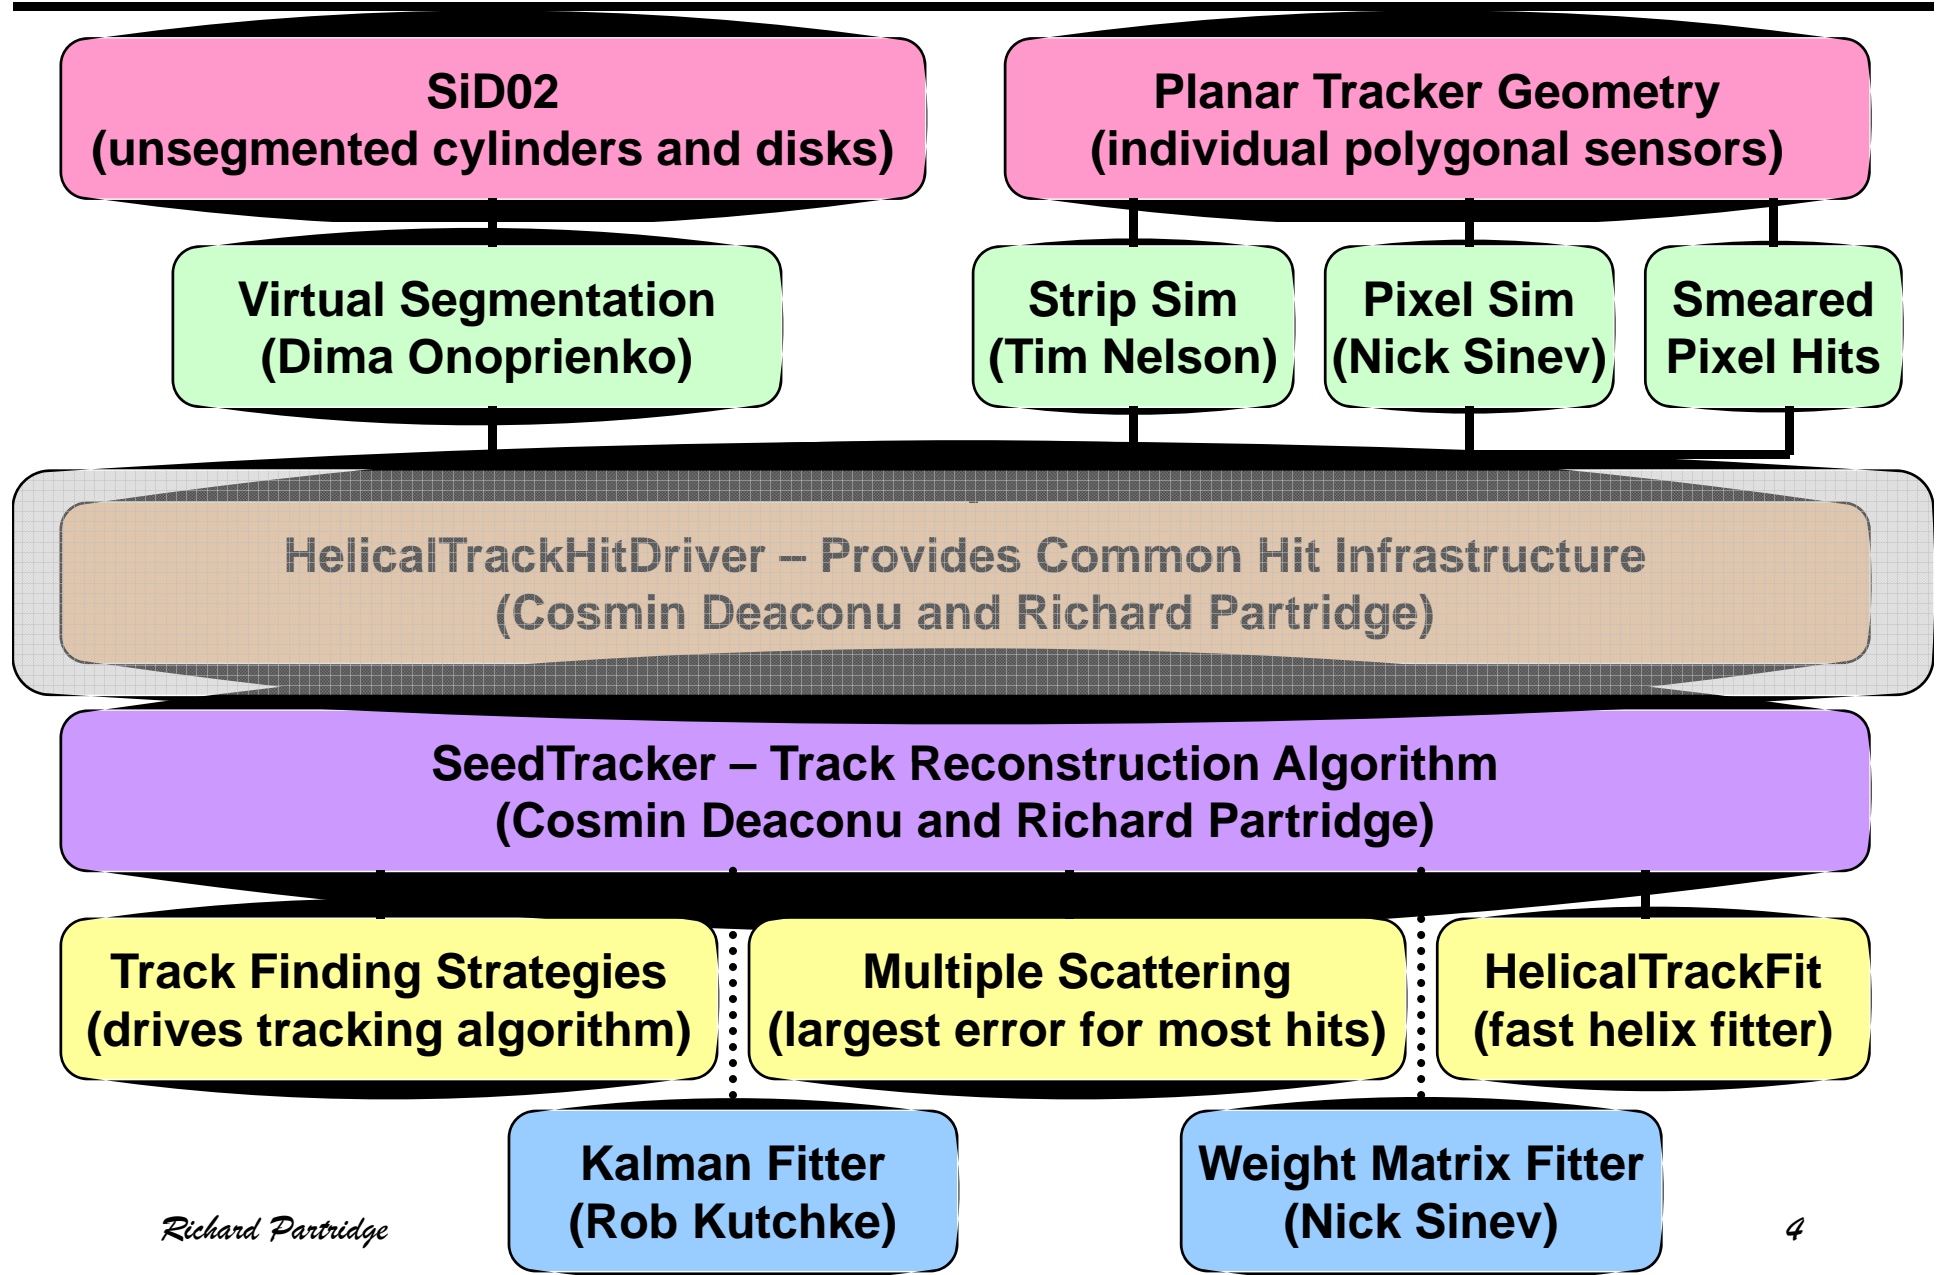 SiD02
(unsegmented cylinders and disks)
Planar Tracker Geometry
(individual polygonal sensors)
Virtual Segmentation
(Dima Onoprienko)
Strip Sim
(Tim Nelson)
Pixel Sim
(Nick Sinev)
Smeared
Pixel Hits
HelicalTrackHitDriver – Provides Common Hit Infrastructure
(Cosmin Deaconu and Richard Partridge)
SeedTracker – Track Reconstruction Algorithm
(Cosmin Deaconu and Richard Partridge)
Track Finding Strategies
(drives tracking algorithm)
Multiple Scattering
(largest error for most hits)
HelicalTrackFit
(fast helix fitter)
Kalman Fitter
(Rob Kutchke)
Weight Matrix Fitter
(Nick Sinev)
Richard Partridge
4